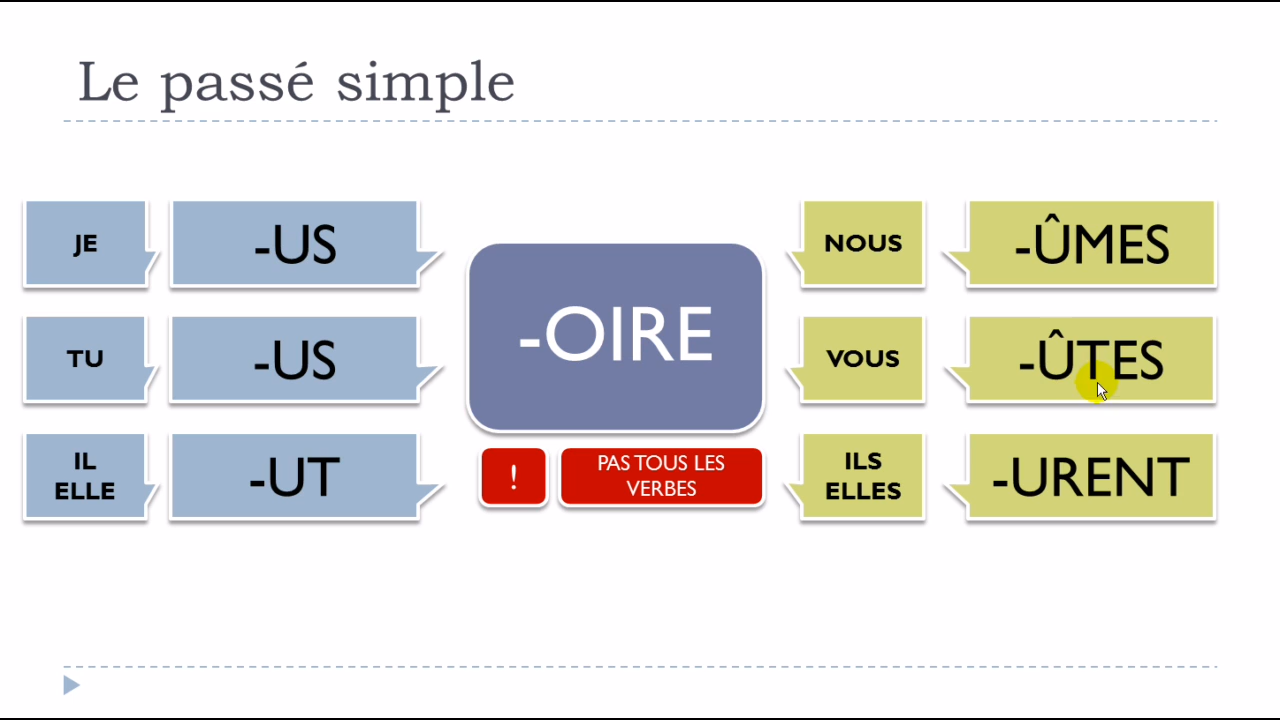 Le passé simple
JE
-US
TU
-US
IL
ELLE
-UT
-OIRE
!
PAS TOUS LES
VERBES
NOUS
-ÛMES
VOUS
-ÛTES
ILS
ELLES
-URENT